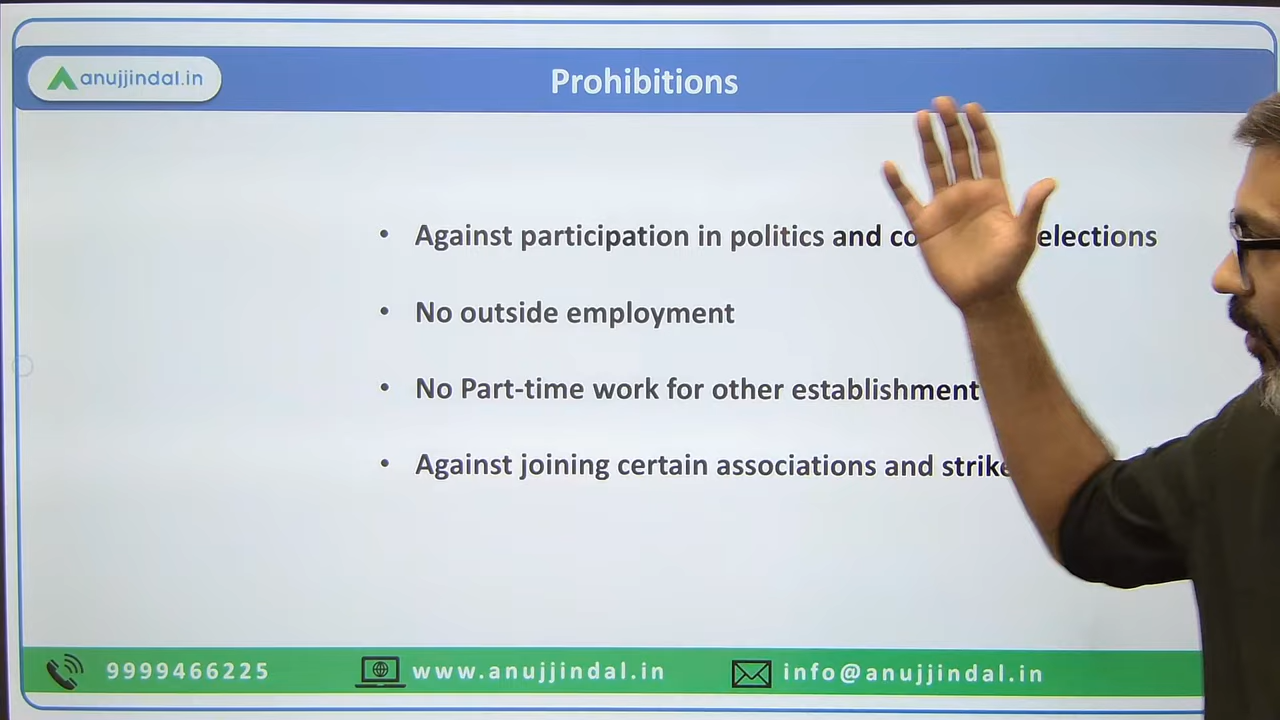 anujjindal.in
Prohibitions
• Against participation in politics and elections
• No outside employment
• No Part-time work for other establishment
• Against joining certain associations and
9999466225
www.anujjindal.in
info@anujjindal.in